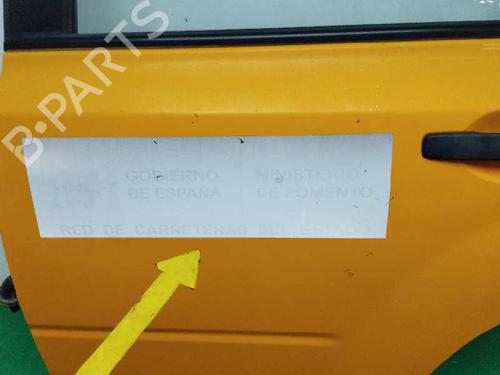 B-PARTS
GOBIERNO MINISTERIO
DE ESPAÑA DE FOMENTO
RED DE CARRETERAS DEL ESTADO